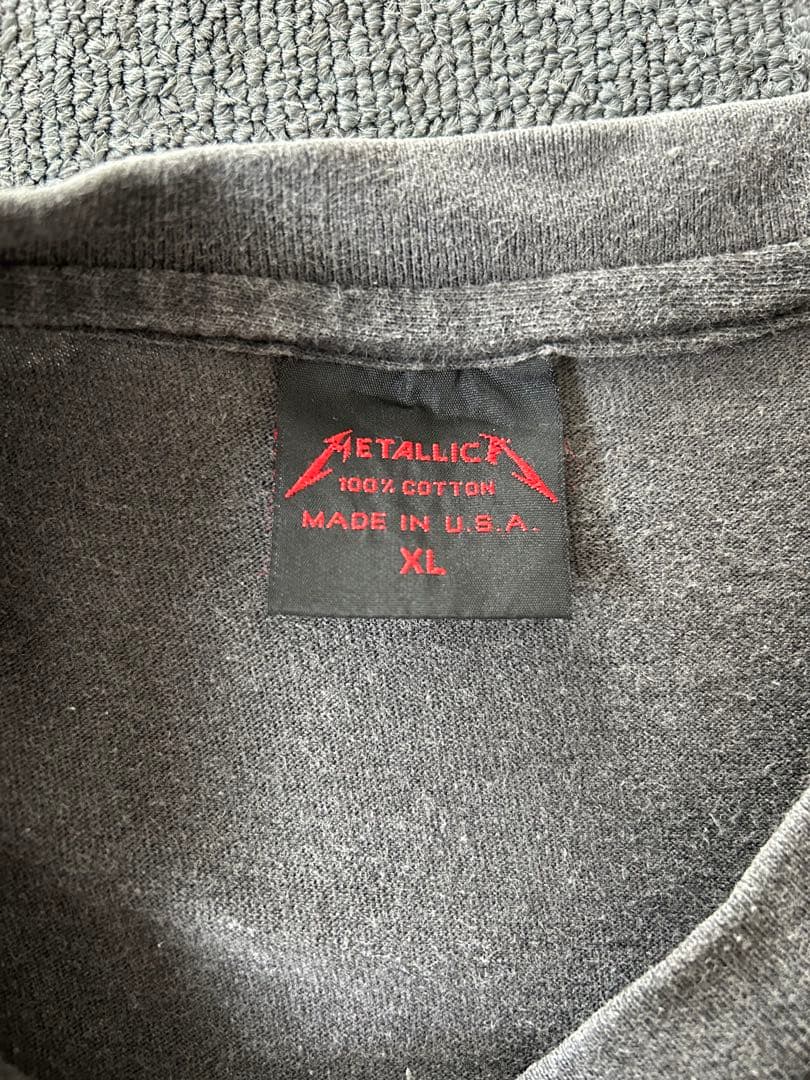 METALLICA
100% COTTON
MADE IN U.S.A.
XL